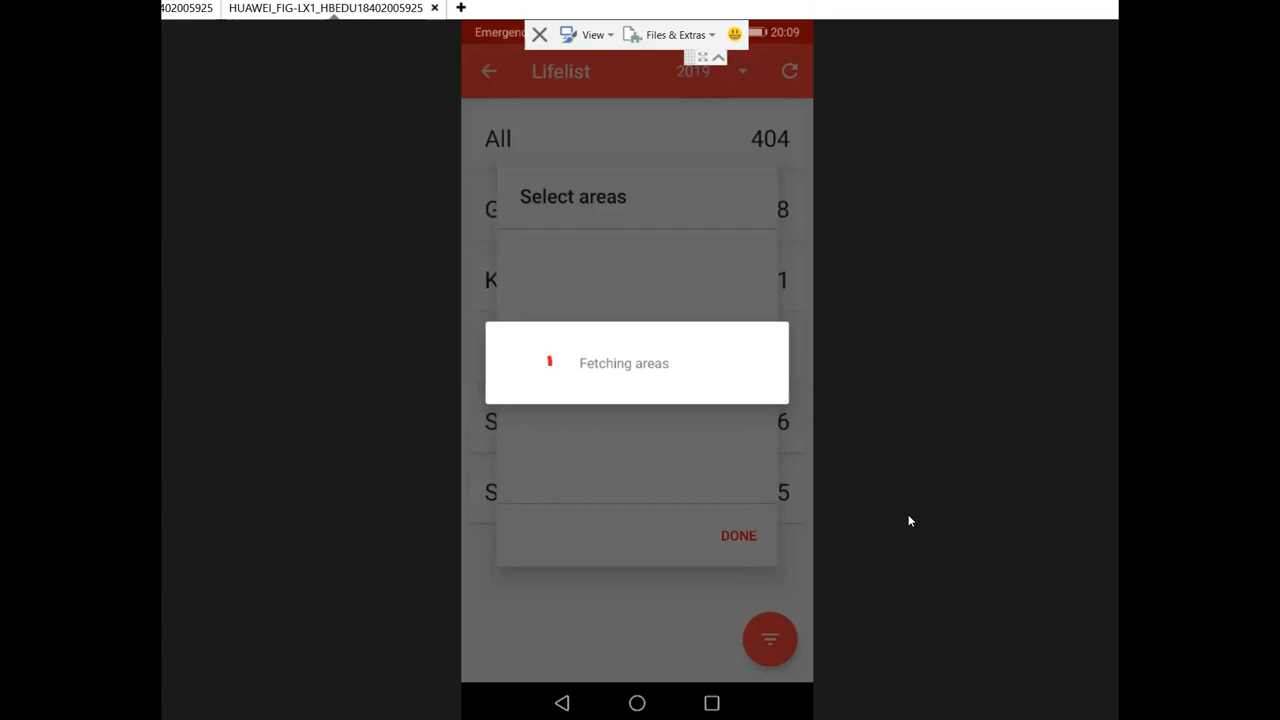 402005925 HUAWEI_FIG-LX1_HBEDU18402005925
View Files & Extras
20:09
Lifelist 2019
All 404
Select areas
G 8
K 1
Fetching areas
S 6
S 5
DONE